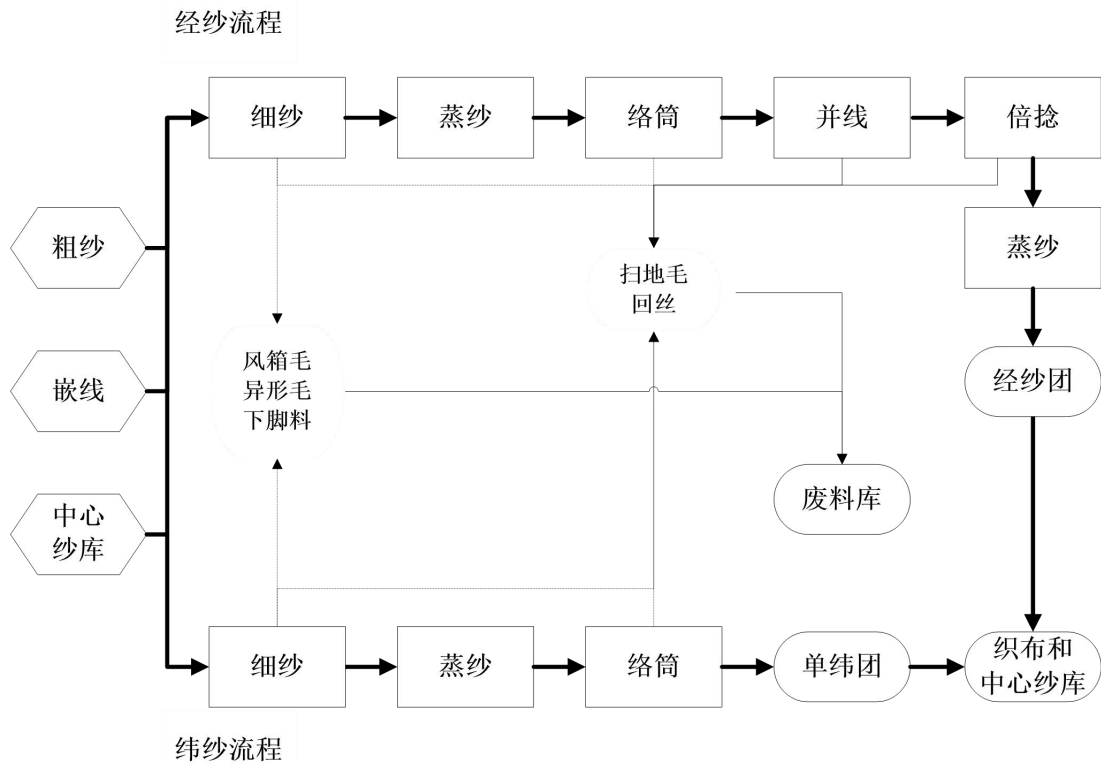 经纱流程
细纱
蒸纱
络筒
并线
倍捻
粗纱
蒸纱
扫地毛
回丝
风箱毛
异形毛
下脚料
嵌线
经纱团
中心
纱库
废料库
细纱
蒸纱
络筒
单纬团
织布和
中心纱库
纬纱流程